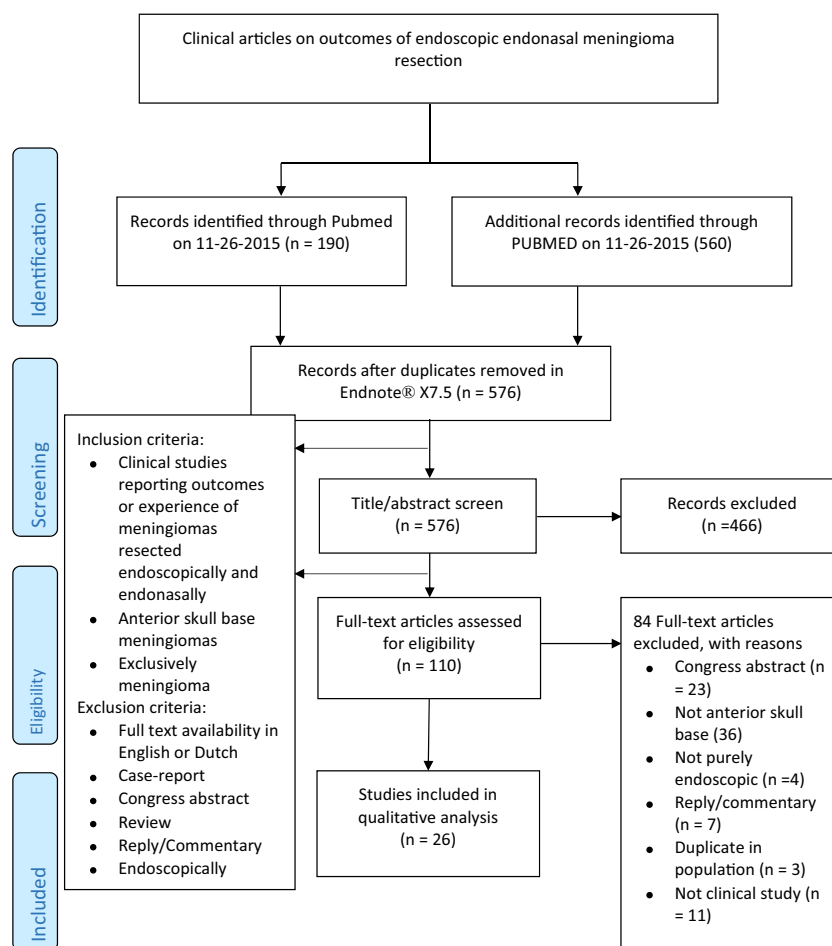 Clinical articles on outcomes of endoscopic endonasal meningioma
resection
Identification
Records identified through Pubmed
on 11-26-2015 (n = 190)
Additional records identified through
PUBMED on 11-26-2015 (560)
Records after duplicates removed in
Endnote® X7.5 (n = 576)
Screening
Inclusion criteria:
● Clinical studies
reporting outcomes
or experience of
meningiomas
resected
endoscopically and
endonasally
● Anterior skull base
meningiomas
● Exclusively
meningioma
Exclusion criteria:
● Full text availability in
English or Dutch
● Case-report
● Congress abstract
● Review
● Reply/Commentary
● Endoscopically
Title/abstract screen
(n = 576)
Records excluded
(n =466)
Eligibility
Full-text articles assessed
for eligibility
(n = 110)
84 Full-text articles
excluded, with reasons
● Congress abstract (n
= 23)
● Not anterior skull
base (36)
● Not purely
endoscopic (n =4)
● Reply/commentary
(n = 7)
● Duplicate in
population (n = 3)
● Not clinical study (n
= 11)
Included
Studies included in
qualitative analysis
(n = 26)